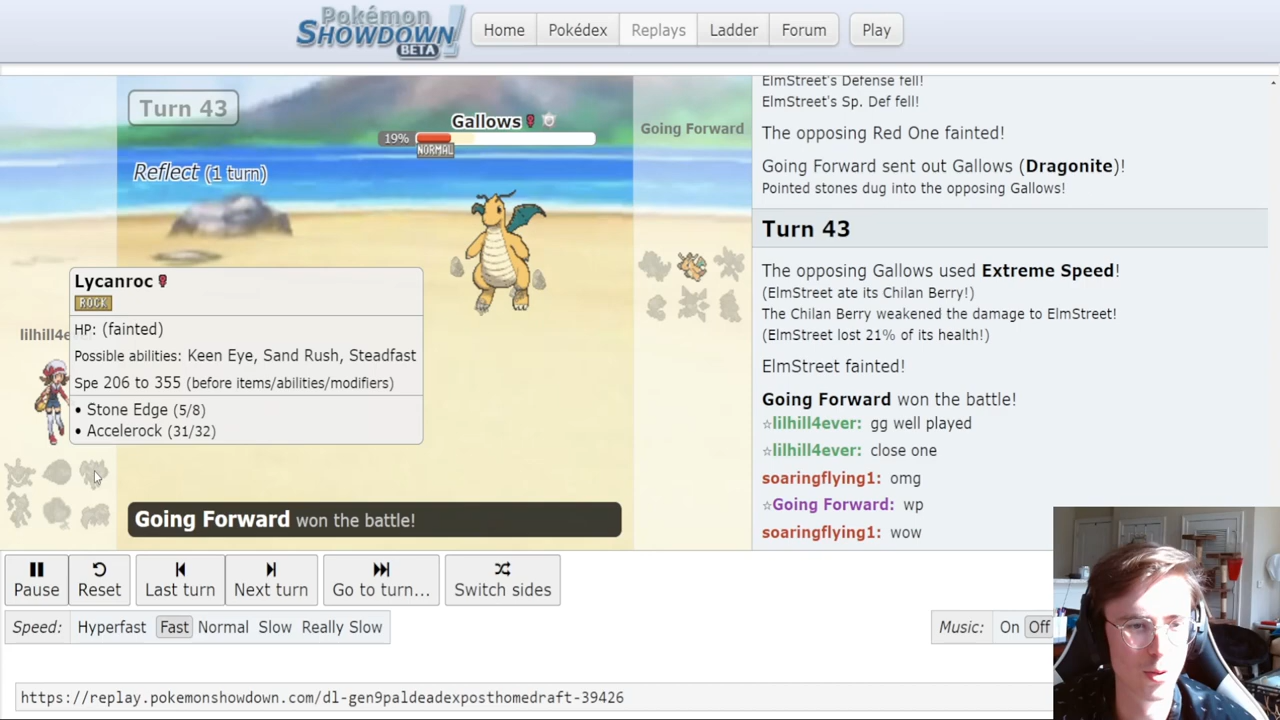 Pokémon
SHOWDOWN!
BETA
Home
Pokédex
Replays
Ladder
Forum
Play
Turn 43
Gallows
19%
NORMAL
Reflect (1 turn)
Going Forward
Lycanroc
ROCK
HP: (fainted)
Possible abilities: Keen Eye, Sand Rush, Steadfast
Spe 206 to 355 (before items/abilities/modifiers)
• Stone Edge (5/8)
• Accelerock (31/32)
lilhill4e
Going Forward won the battle!
ElmStreet's Defense fell!
ElmStreet's Sp. Def fell!
The opposing Red One fainted!
Going Forward sent out Gallows (Dragonite)!
Pointed stones dug into the opposing Gallows!
Turn 43
The opposing Gallows used Extreme Speed!
(ElmStreet ate its Chilan Berry!)
The Chilan Berry weakened the damage to ElmStreet!
(ElmStreet lost 21% of its health!)
ElmStreet fainted!
Going Forward won the battle!
☆lilhill4ever: gg well played
☆lilhill4ever: close one
soaringflying1: omg
☆Going Forward: wp
soaringflying1: wow
Pause
Reset
Last turn
Next turn
Go to turn...
Switch sides
Speed: Hyperfast Fast Normal Slow Really Slow
Music: On Off
https://replay.pokemonshowdown.com/dl-gen9paldeadexposthomedraft-39426